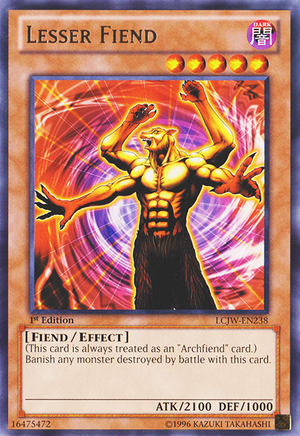 LESSER FIEND
DARK
闇
1st Edition
LCJW-EN238
[FIEND / EFFECT]
(This card is always treated as an "Archfiend" card.)
Banish any monster destroyed by battle with this card.
ATK/2100 DEF/1000
16475472
©1996 KAZUKI TAKAHASHI